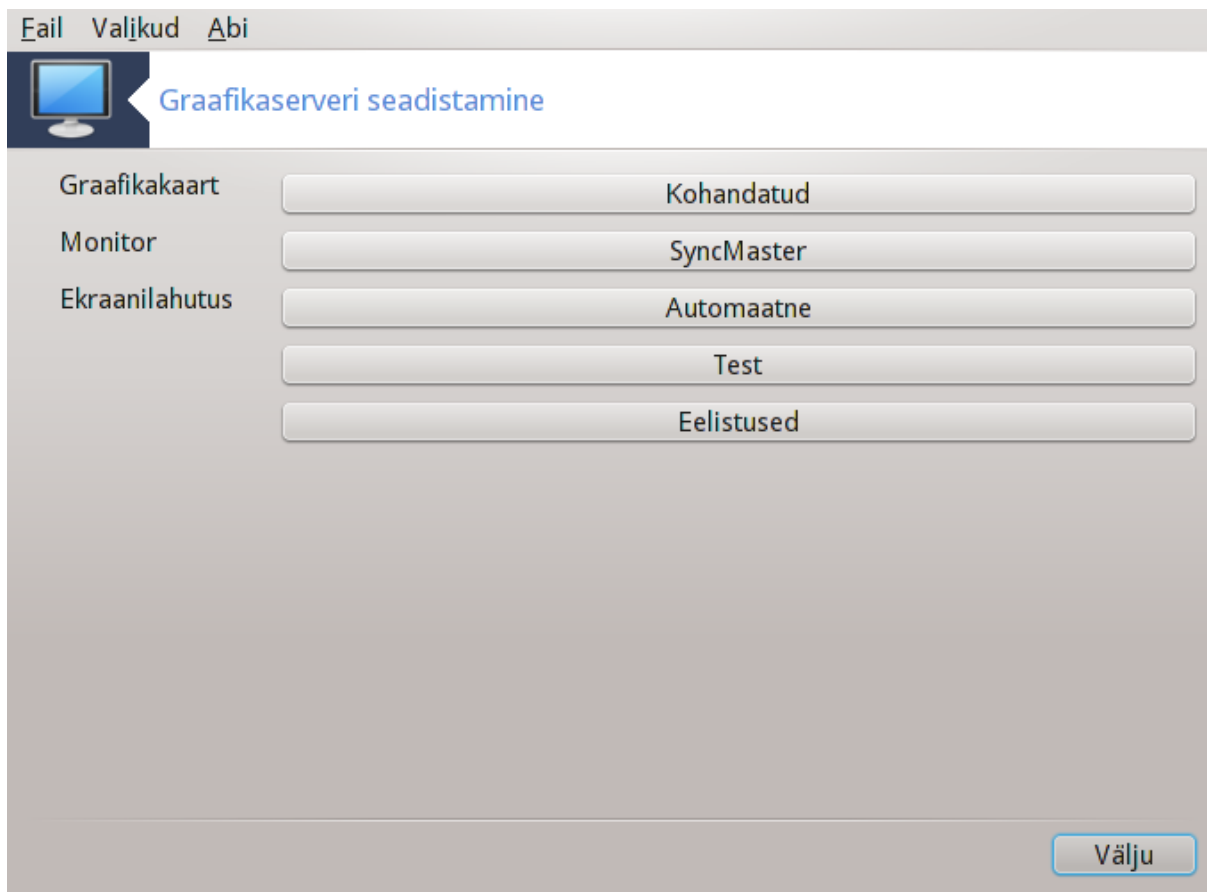 Fail Valikud Abi
Graafikaserveri seadistamine
Graafikakaart Kohandatud
Monitor SyncMaster
Ekraanilahutus Automaatne
Test
Eelistused
Välju